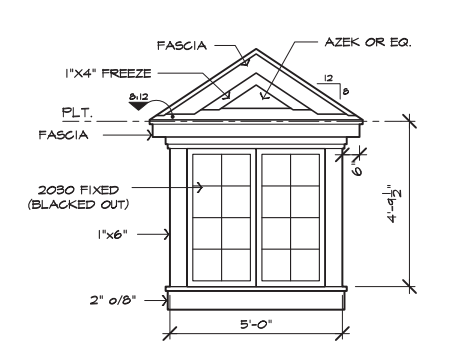 FASCIA
AZEK OR EQ.
1"X4" FREEZE
12
8
8:12
PLT.
FASCIA
6"
2030 FIXED
(BLACKED OUT)
4'-9 1/2"
1"x6"
2" o/8"
5'-0"